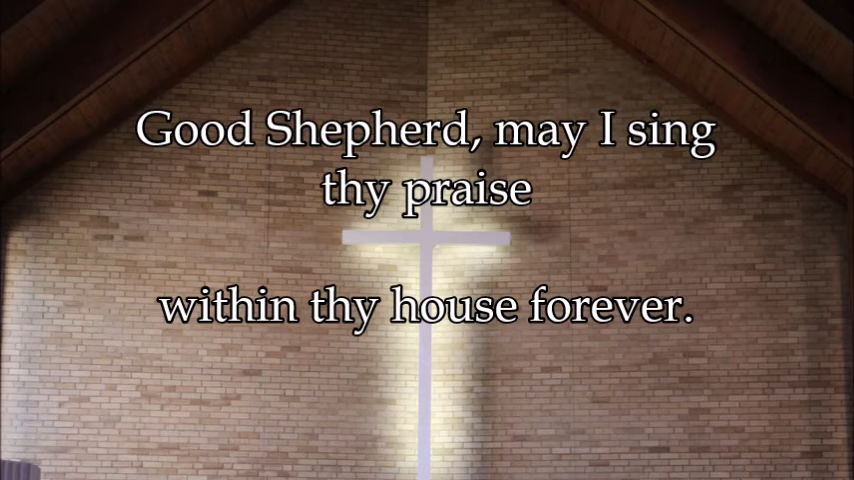 Good Shepherd, may I sing
thy praise
within thy house forever.